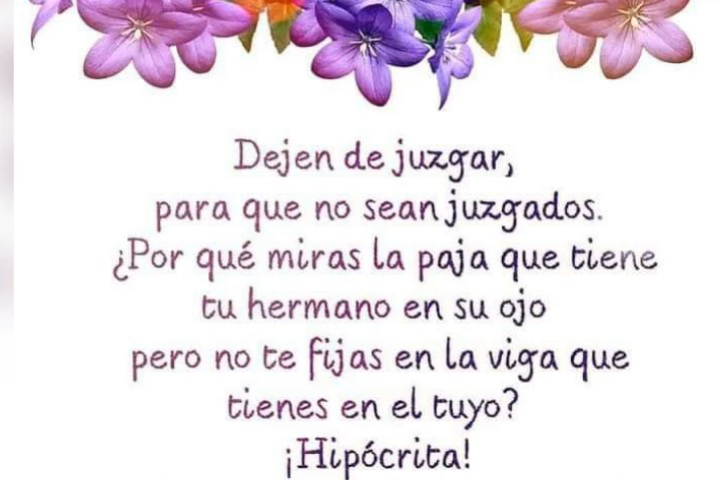 Dejen de juzgar,
para que no sean juzgados.
¿Por qué miras la paja que tiene
tu hermano en su ojo
pero no te fijas en la viga que
tienes en el tuyo?
¡Hipócrita!